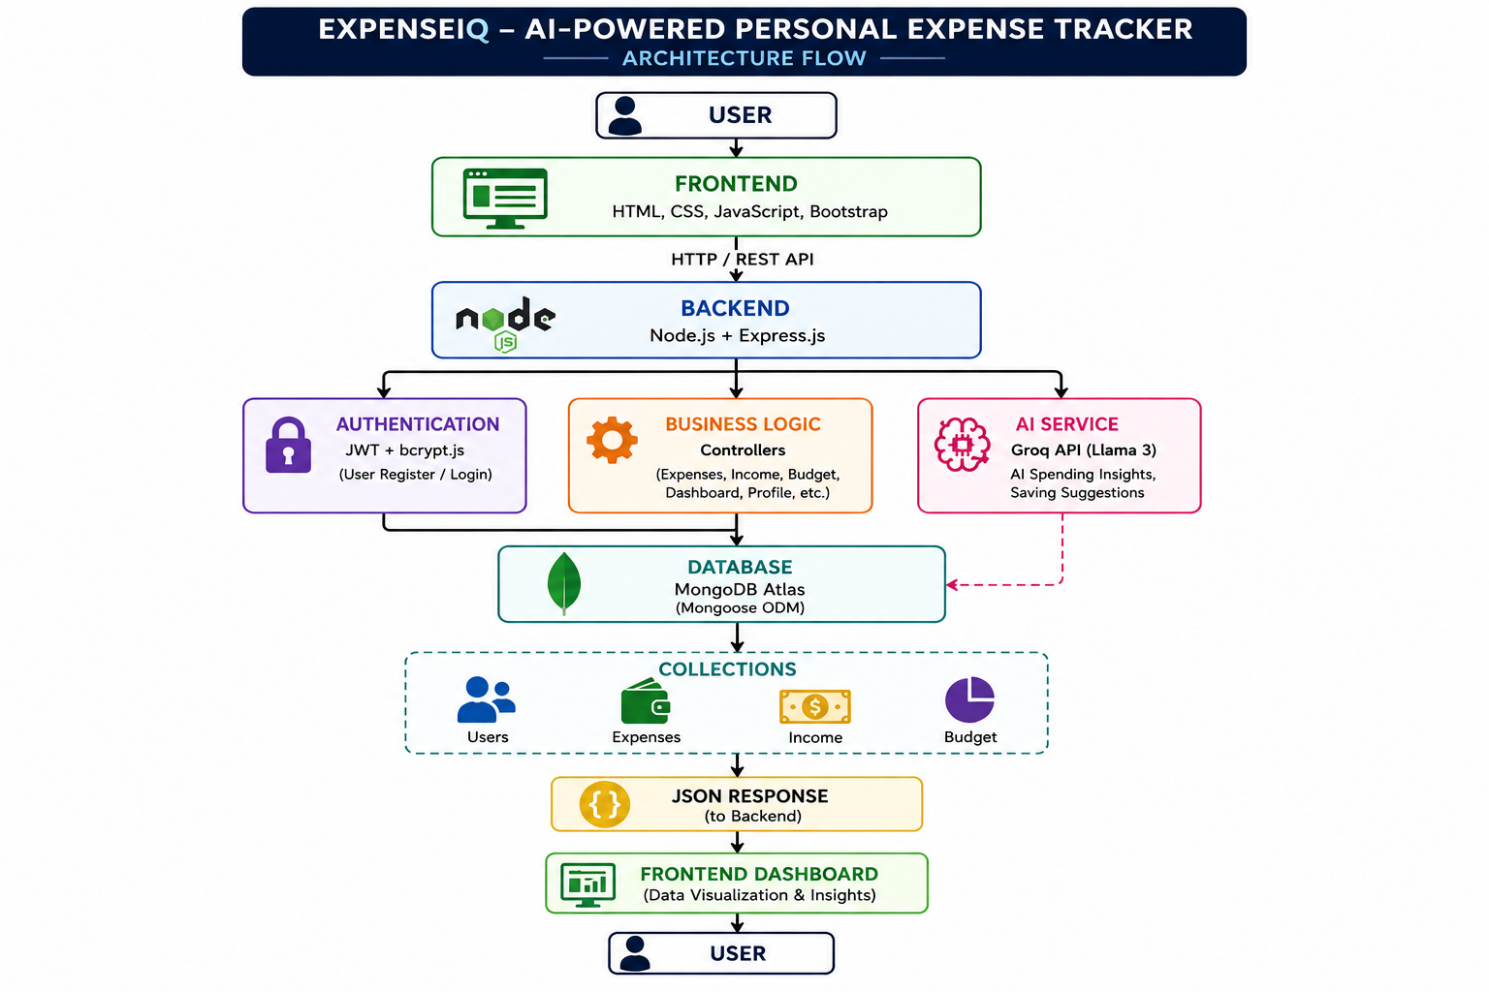 EXPENSEIQ – AI-POWERED PERSONAL EXPENSE TRACKER
ARCHITECTURE FLOW
USER
FRONTEND
HTML, CSS, JavaScript, Bootstrap
HTTP / REST API
node
JS
BACKEND
Node.js + Express.js
AUTHENTICATION
JWT + bcrypt.js
(User Register / Login)
BUSINESS LOGIC
Controllers
(Expenses, Income, Budget,
Dashboard, Profile, etc.)
AI SERVICE
Groq API (Llama 3)
AI Spending Insights,
Saving Suggestions
DATABASE
MongoDB Atlas
(Mongoose ODM)
COLLECTIONS
$
Users
Expenses
Income
Budget
{}
JSON RESPONSE
(to Backend)
FRONTEND DASHBOARD
(Data Visualization & Insights)
USER